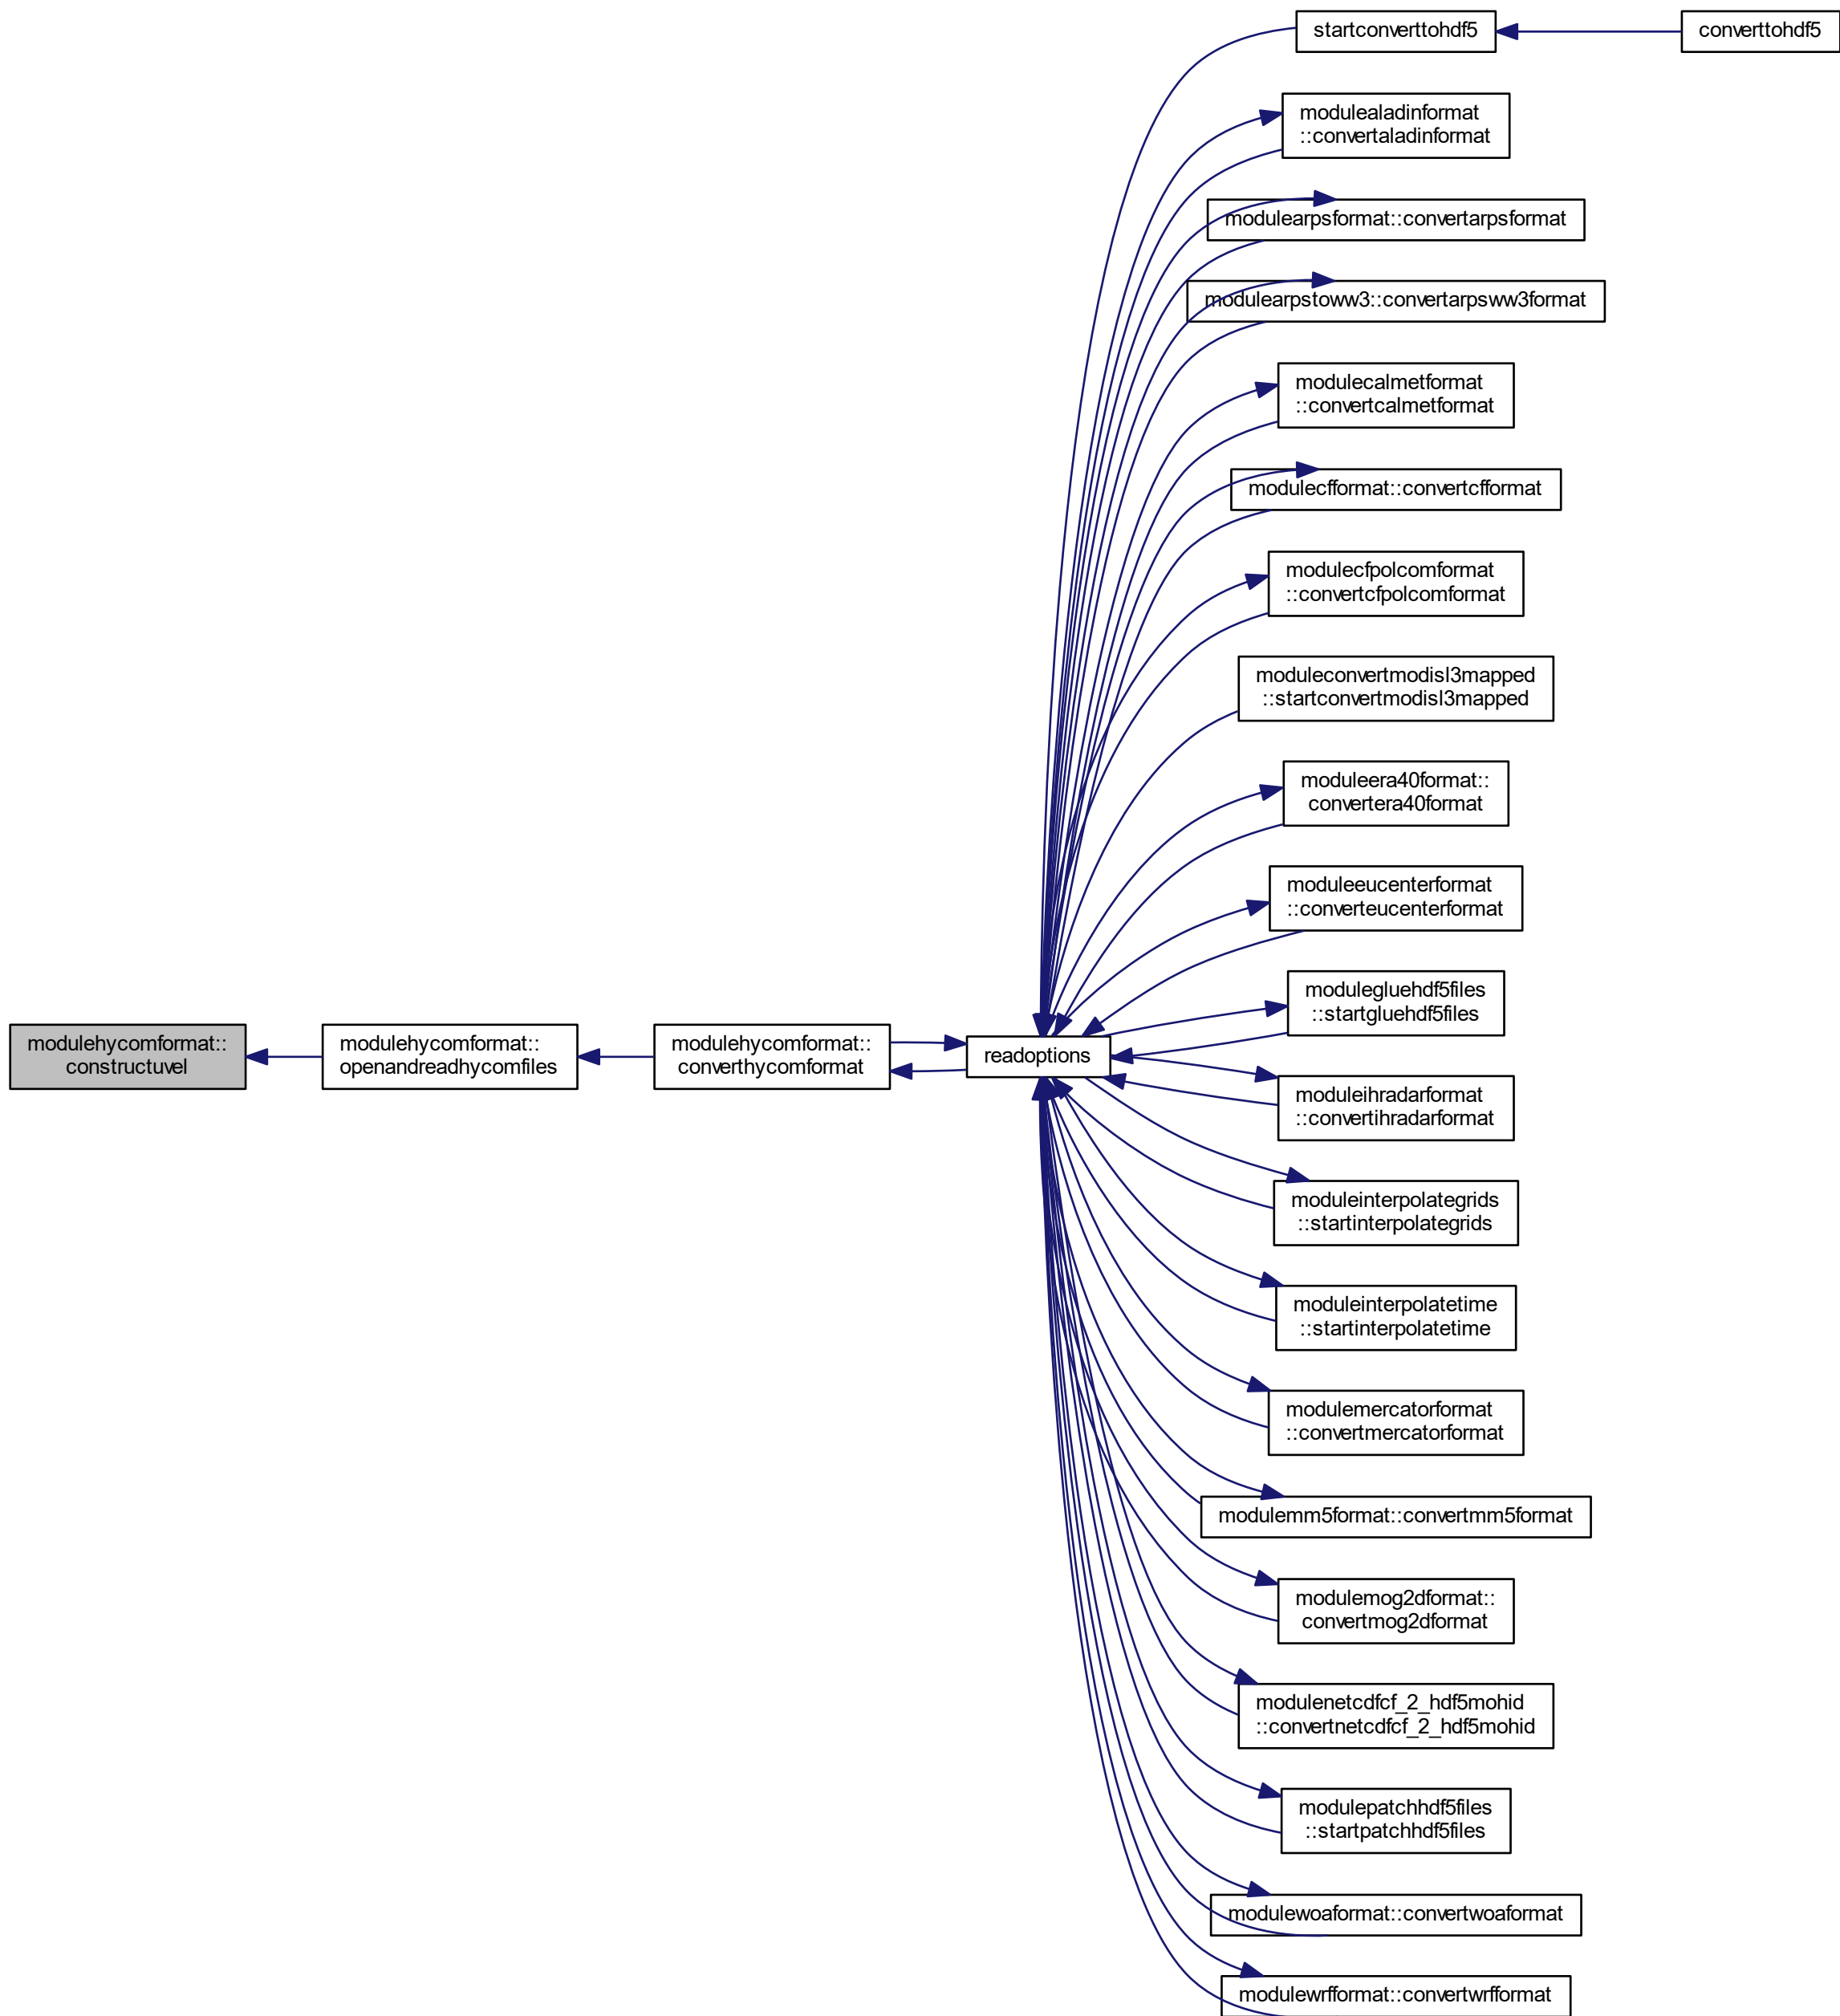 startconverttohdf5
converttohdf5
modulealadinformat
::convertaladinformat
modulearpsformat::convertarpsformat
modulearpstoww3::convertarpsww3format
modulecalmetformat
::convertcalmetformat
modulecfformat::convertcfformat
modulecfpolcomformat
::convertcfpolcomformat
moduleconvertmodisl3mapped
::startconvertmodisl3mapped
moduleera40format::
convertera40format
moduleeucenterformat
::converteucenterformat
modulegluehdf5files
::startgluehdf5files
modulehycomformat::
constructuvel
modulehycomformat::
openandreadhycomfiles
modulehycomformat::
converthycomformat
readoptions
moduleihradarformat
::convertihradarformat
moduleinterpolategrids
::startinterpolategrids
moduleinterpolatetime
::startinterpolatetime
modulemercatorformat
::convertmercatorformat
modulemm5format::convertmm5format
modulemog2dformat::
convertmog2dformat
modulenetcdfcf_2_hdf5mohid
::convertnetcdfcf_2_hdf5mohid
modulepatchhdf5files
::startpatchhdf5files
modulewoaformat::convertwoaformat
modulewrfformat::convertwrfformat